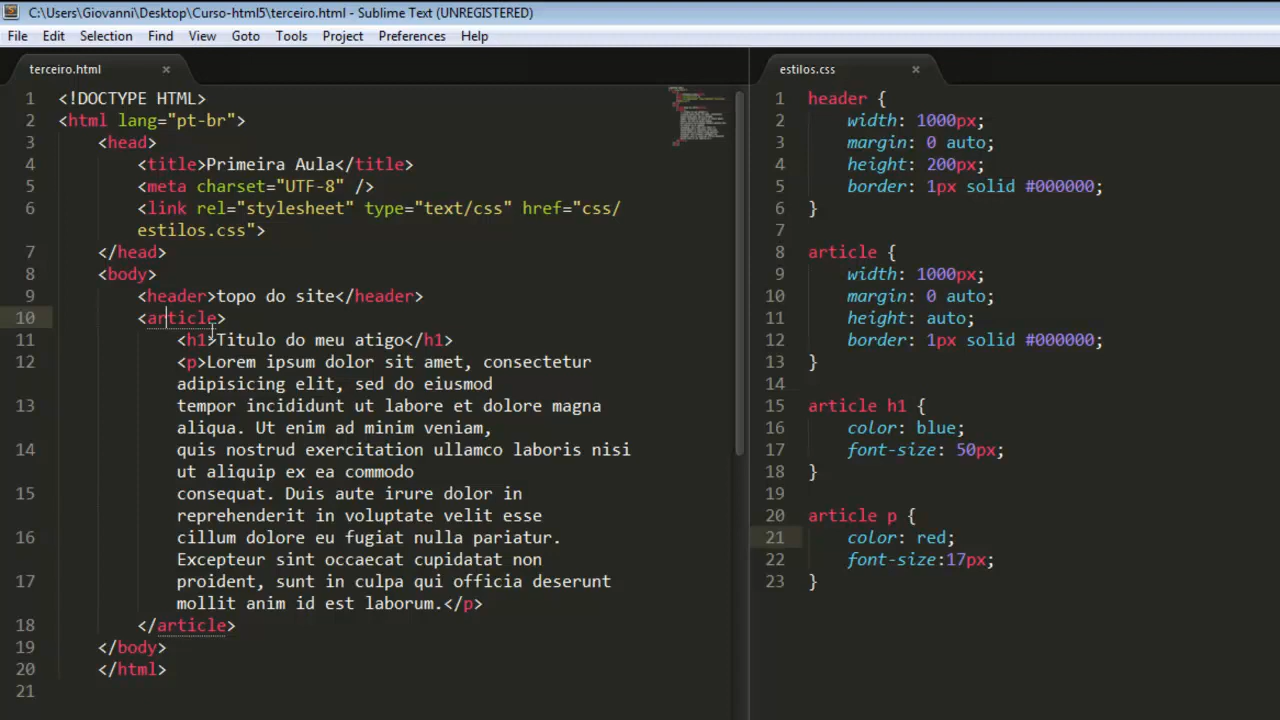 C:\Users\Giovanni\Desktop\Curso-html5\terceiro.html - Sublime Text (UNREGISTERED)
File Edit Selection Find View Goto Tools Project Preferences Help
terceiro.html ×
1 <!DOCTYPE HTML>
2 <html lang="pt-br">
3 <head>
4 <title>Primeira Aula</title>
5 <meta charset="UTF-8" />
6 <link rel="stylesheet" type="text/css" href="css/
estilos.css">
7 </head>
8 <body>
9 <header>topo do site</header>
10 <article>
11 <h1>Titulo do meu atigo</h1>
12 <p>Lorem ipsum dolor sit amet, consectetur
adipisicing elit, sed do eiusmod
13 tempor incididunt ut labore et dolore magna
aliqua. Ut enim ad minim veniam,
14 quis nostrud exercitation ullamco laboris nisi
ut aliquip ex ea commodo
15 consequat. Duis aute irure dolor in
reprehenderit in voluptate velit esse
16 cillum dolore eu fugiat nulla pariatur.
Excepteur sint occaecat cupidatat non
17 proident, sunt in culpa qui officia deserunt
mollit anim id est laborum.</p>
18 </article>
19 </body>
20 </html>
21
estilos.css ×
1 header {
2 width: 1000px;
3 margin: 0 auto;
4 height: 200px;
5 border: 1px solid #000000;
6 }
7
8 article {
9 width: 1000px;
10 margin: 0 auto;
11 height: auto;
12 border: 1px solid #000000;
13 }
14
15 article h1 {
16 color: blue;
17 font-size: 50px;
18 }
19
20 article p {
21 color: red;
22 font-size:17px;
23 }